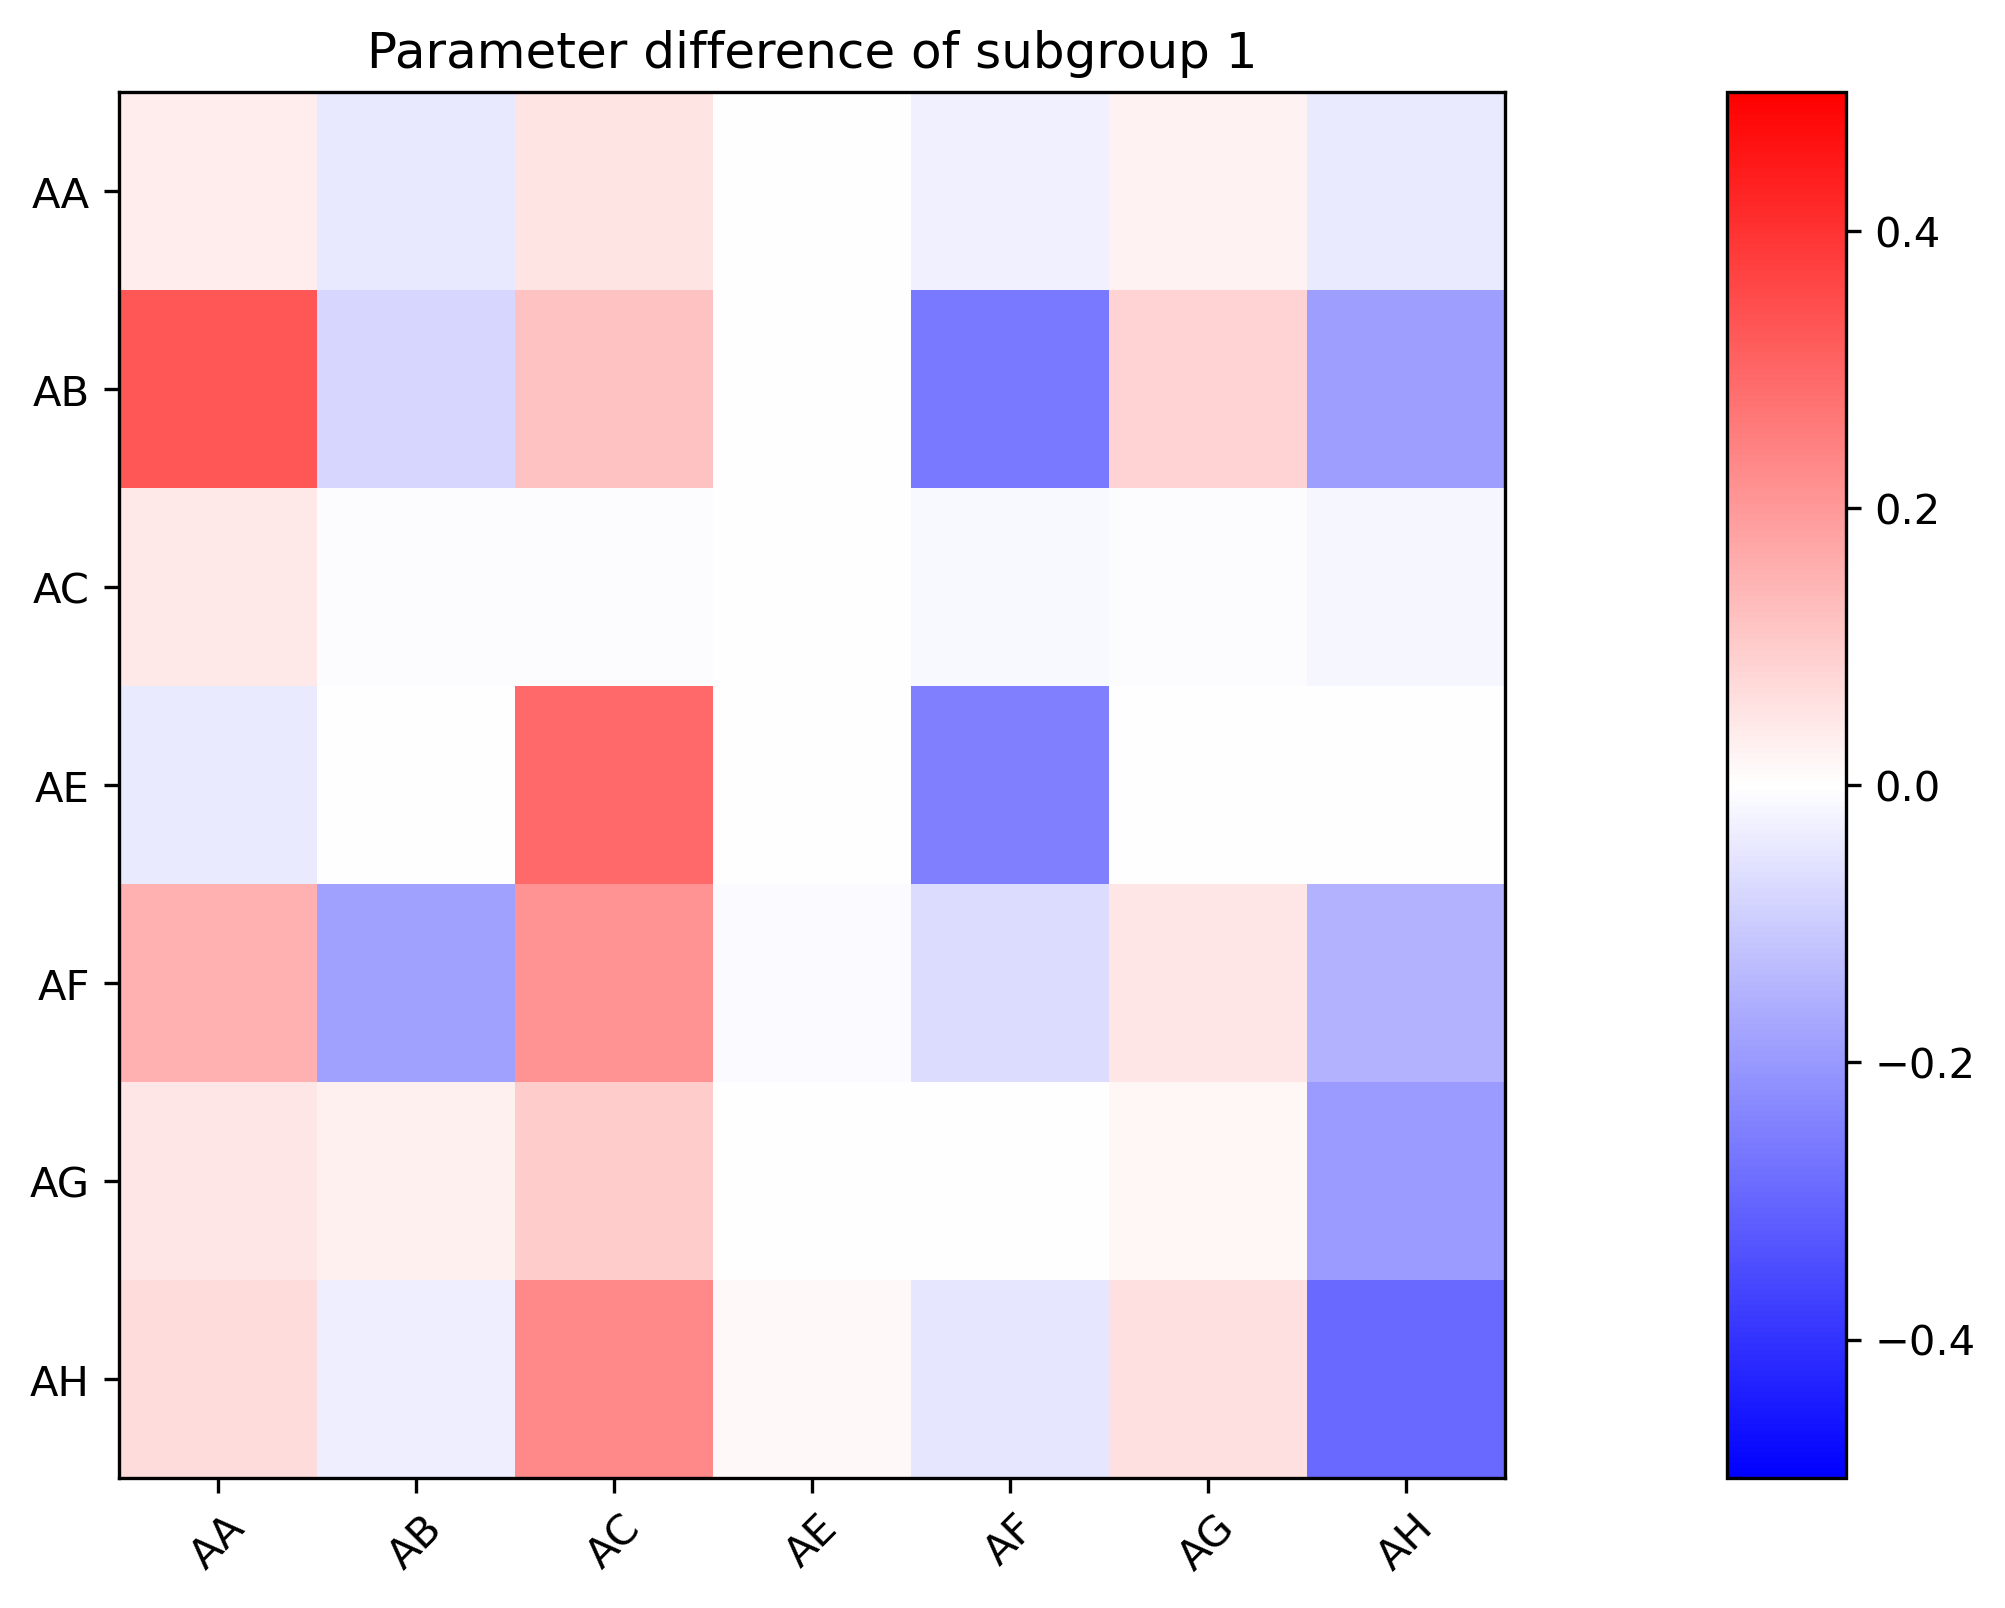 Parameter difference of subgroup 1
AA
AB
AC
AE
AF
AG
AH
AA
AB
AC
AE
AF
AG
AH
0.4
0.2
0.0
−0.2
−0.4